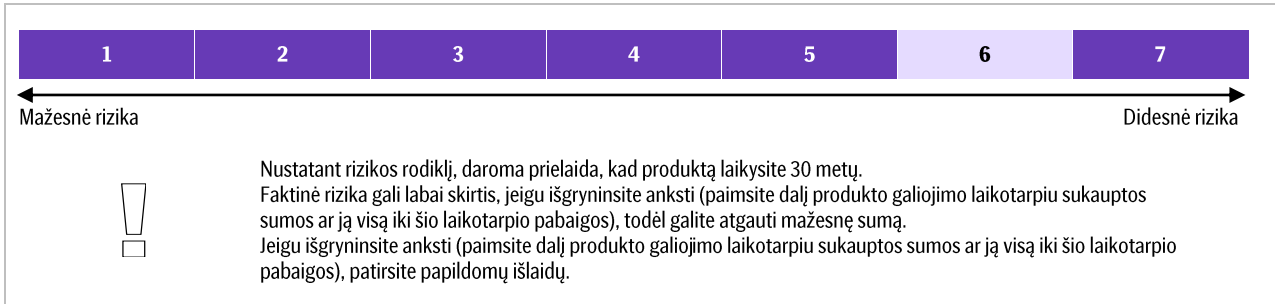 1 2 3 4 5 6 7
Mažesnė rizika Didesnė rizika
Nustatant rizikos rodiklį, daroma prielaida, kad produktą laikysite 30 metų.
Faktinė rizika gali labai skirtis, jeigu išgryninsite anksti (paimsite dalį produkto galiojimo laikotarpiu sukauptos
sumos ar ją visą iki šio laikotarpio pabaigos), todėl galite atgauti mažesnę sumą.
Jeigu išgryninsite anksti (paimsite dalį produkto galiojimo laikotarpiu sukauptos sumos ar ją visą iki šio laikotarpio
pabaigos), patirsite papildomų išlaidų.